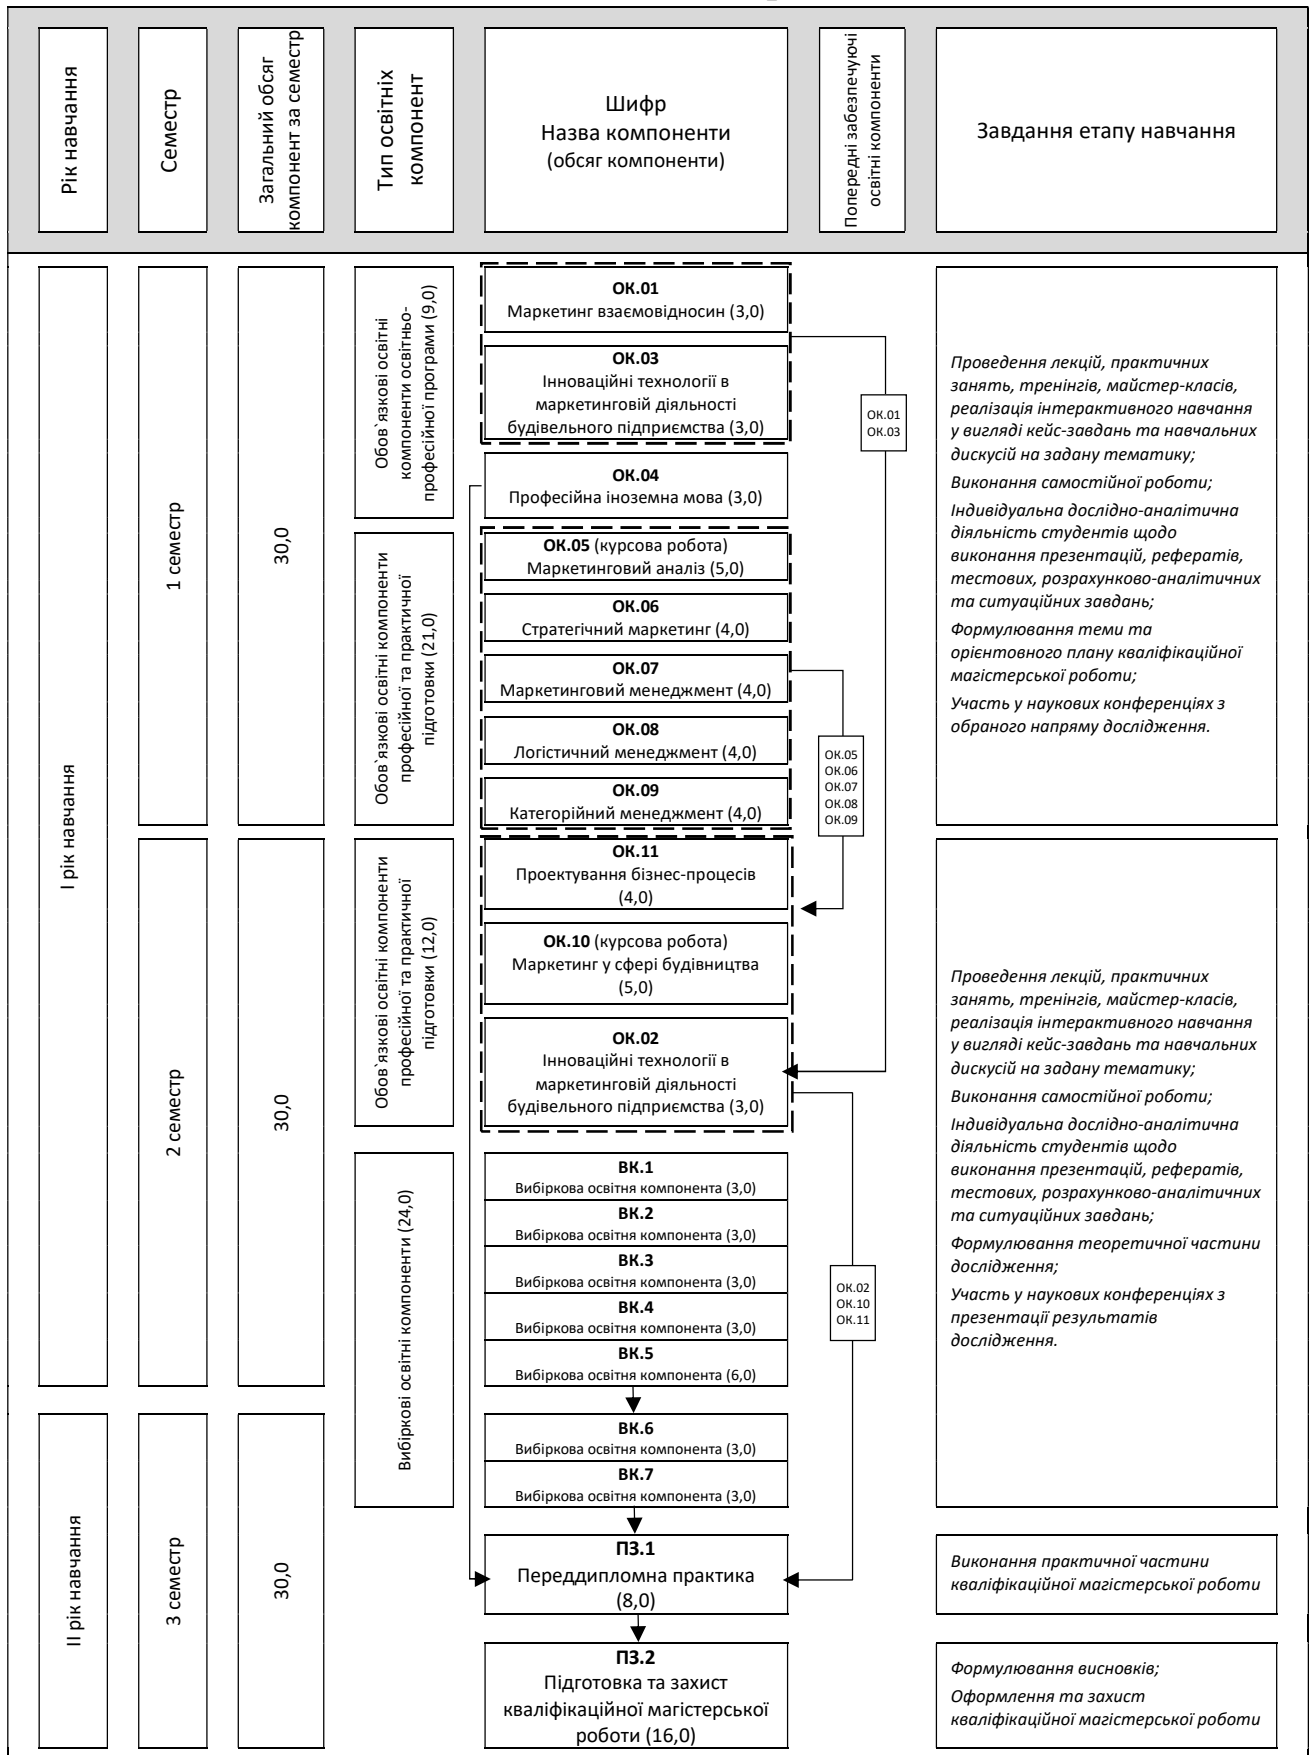 Рік навчання
Семестр
Загальний обсяг
компонент за семестр
Тип освітніх
компонент
Шифр
Назва компоненти
(обсяг компоненти)
Попередні забезпечуючі
освітні компоненти
Завдання етапу навчання
І рік навчання
1 семестр
30,0
Обов`язкові освітні
компоненти освітньо-
професійної програми (9,0)
ОК.01
Маркетинг взаємовідносин (3,0)
ОК.03
Інноваційні технології в
маркетинговій діяльності
будівельного підприємства (3,0)
ОК.04
Професійна іноземна мова (3,0)
Обов`язкові освітні компоненти
професійної та практичної
підготовки (21,0)
ОК.05 (курсова робота)
Маркетинговий аналіз (5,0)
ОК.06
Стратегічний маркетинг (4,0)
ОК.07
Маркетинговий менеджмент (4,0)
ОК.08
Логістичний менеджмент (4,0)
ОК.09
Категорійний менеджмент (4,0)
ОК.01
ОК.03
ОК.05
ОК.06
ОК.07
ОК.08
ОК.09
Проведення лекцій, практичних
занять, тренінгів, майстер-класів,
реалізація інтерактивного навчання
у вигляді кейс-завдань та навчальних
дискусій на задану тематику;
Виконання самостійної роботи;
Індивідуальна дослідно-аналітична
діяльність студентів щодо
виконання презентацій, рефератів,
тестових, розрахунково-аналітичних
та ситуаційних завдань;
Формулювання теми та
орієнтовного плану кваліфікаційної
магістерської роботи;
Участь у наукових конференціях з
обраного напряму дослідження.
2 семестр
30,0
Обов`язкові освітні компоненти
професійної та практичної
підготовки (12,0)
ОК.11
Проектування бізнес-процесів
(4,0)
ОК.10 (курсова робота)
Маркетинг у сфері будівництва
(5,0)
ОК.02
Інноваційні технології в
маркетинговій діяльності
будівельного підприємства (3,0)
Вибіркові освітні компоненти (24,0)
ВК.1
Вибіркова освітня компонента (3,0)
ВК.2
Вибіркова освітня компонента (3,0)
ВК.3
Вибіркова освітня компонента (3,0)
ВК.4
Вибіркова освітня компонента (3,0)
ВК.5
Вибіркова освітня компонента (6,0)
ОК.02
ОК.10
ОК.11
Проведення лекцій, практичних
занять, тренінгів, майстер-класів,
реалізація інтерактивного навчання
у вигляді кейс-завдань та навчальних
дискусій на задану тематику;
Виконання самостійної роботи;
Індивідуальна дослідно-аналітична
діяльність студентів щодо
виконання презентацій, рефератів,
тестових, розрахунково-аналітичних
та ситуаційних завдань;
Формулювання теоретичної частини
дослідження;
Участь у наукових конференціях з
презентації результатів
дослідження.
ІІ рік навчання
3 семестр
30,0
ВК.6
Вибіркова освітня компонента (3,0)
ВК.7
Вибіркова освітня компонента (3,0)
ПЗ.1
Переддипломна практика
(8,0)
Виконання практичної частини
кваліфікаційної магістерської роботи
ПЗ.2
Підготовка та захист
кваліфікаційної магістерської
роботи (16,0)
Формулювання висновків;
Оформлення та захист
кваліфікаційної магістерської роботи